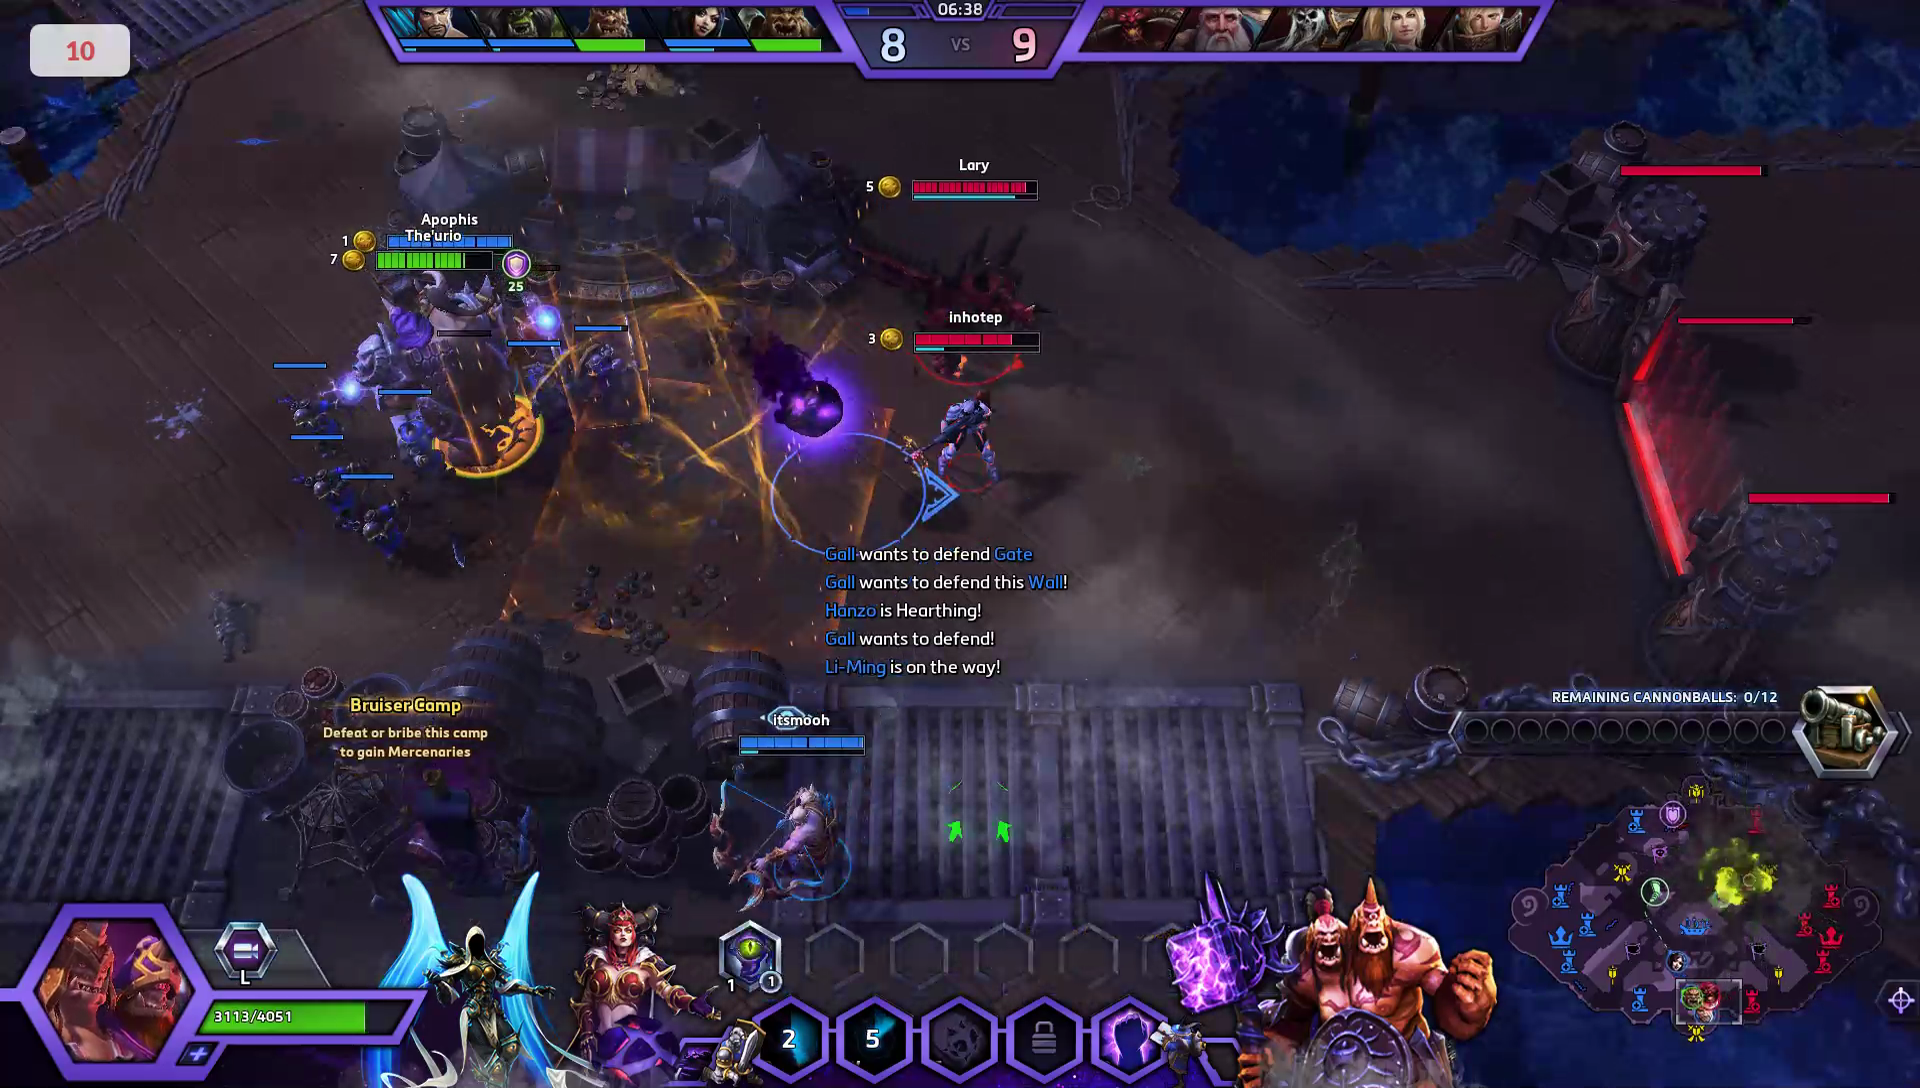 10
06:38
8 VS 9
Lary
5
Apophis
1
The'urio
7
25
inhotep
3
Gall wants to defend Gate
Gall wants to defend this Wall!
Hanzo is Hearthing!
Gall wants to defend!
Li-Ming is on the way!
Bruiser Camp
Defeat or bribe this camp
to gain Mercenaries
itsmooh
REMAINING CANNONBALLS: 0/12
L
3113/4051
1
1
2
5